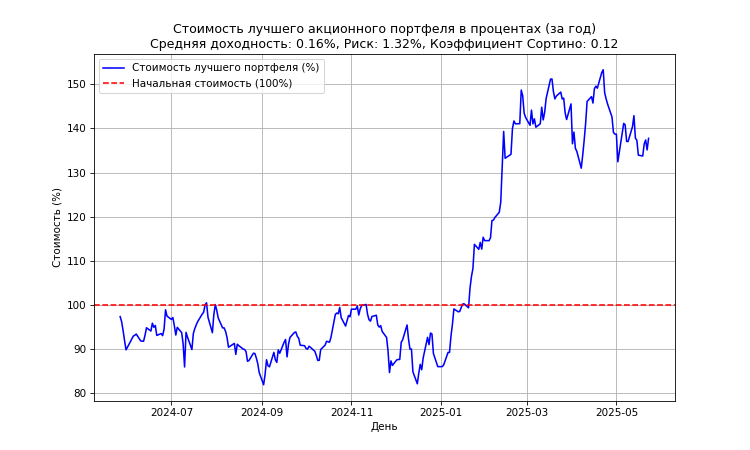 Стоимость лучшего акционного портфеля в процентах (за год)
Средняя доходность: 0.16%, Риск: 1.32%, Коэффициент Сортино: 0.12
Стоимость лучшего портфеля (%)
Начальная стоимость (100%)
Стоимость (%)
150
140
130
120
110
100
90
80
2024-07
2024-09
2024-11
2025-01
2025-03
2025-05
День